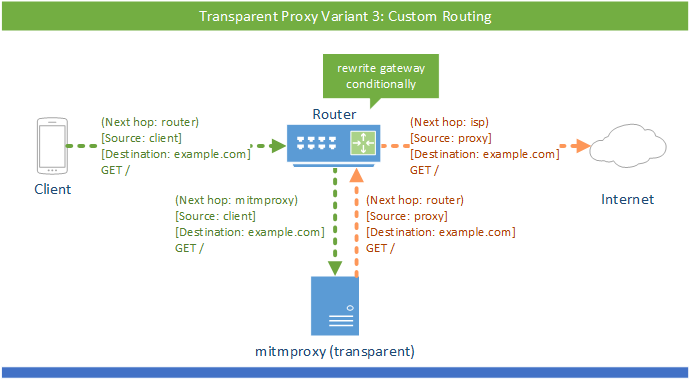 Transparent Proxy Variant 3: Custom Routing
rewrite gateway
conditionally
Router
(Next hop: router)
[Source: client]
[Destination: example.com]
GET /
(Next hop: isp)
[Source: proxy]
[Destination: example.com]
GET /
Client
Internet
(Next hop: mitmproxy)
[Source: client]
[Destination: example.com]
GET /
(Next hop: router)
[Source: proxy]
[Destination: example.com]
GET /
mitmproxy (transparent)